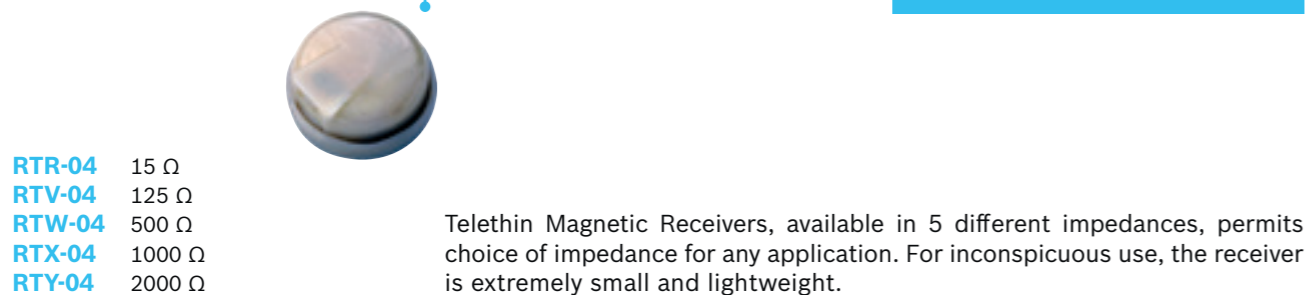 RTR-04 15 Ω
RTV-04 125 Ω
RTW-04 500 Ω
RTX-04 1000 Ω
RTY-04 2000 Ω
Telethin Magnetic Receivers, available in 5 different impedances, permits
choice of impedance for any application. For inconspicuous use, the receiver
is extremely small and lightweight.